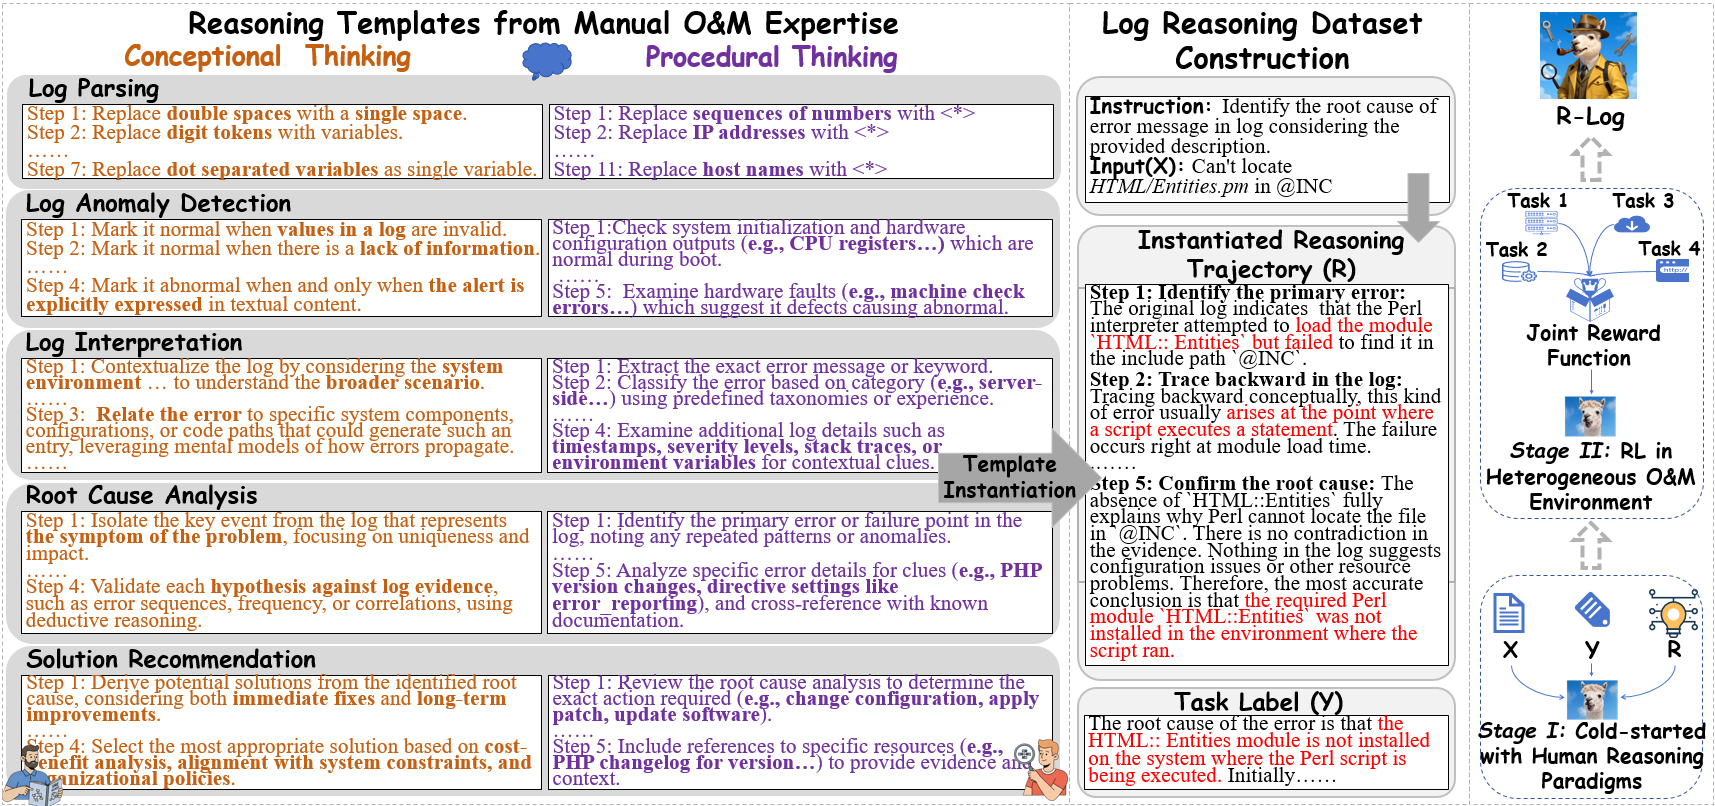 Reasoning Templates from Manual O&M Expertise
Conceptual Thinking
Procedural Thinking
Log Parsing
Step 1: Replace double spaces with a single space.
Step 2: Replace digit tokens with variables.
......
Step 7: Replace dot separated variables as single variable.
Step 1: Replace sequences of numbers with <*>
Step 2: Replace IP addresses with <*>
......
Step 11: Replace host names with <*>
Log Anomaly Detection
Step 1: Mark it normal when values in a log are invalid.
Step 2: Mark it normal when there is a lack of information.
......
Step 4: Mark it abnormal when and only when the alert is
explicitly expressed in textual content.
Step 1:Check system initialization and hardware
configuration outputs (e.g., CPU registers…) which are
normal during boot.
......
Step 5: Examine hardware faults (e.g., machine check
errors…) which suggest it defects causing abnormal.
Log Interpretation
Step 1: Contextualize the log by considering the system
environment … to understand the broader scenario.
......
Step 3: Relate the error to specific system components,
configurations, or code paths that could generate such an
entry, leveraging mental models of how errors propagate.
......
Step 1: Extract the exact error message or keyword.
Step 2: Classify the error based on category (e.g., server-
side…) using predefined taxonomies or experience.
......
Step 4: Examine additional log details such as
timestamps, severity levels, stack traces, or
environment variables for contextual clues.
Root Cause Analysis
Step 1: Isolate the key event from the log that represents
the symptom of the problem, focusing on uniqueness and
impact.
......
Step 4: Validate each hypothesis against log evidence,
such as error sequences, frequency, or correlations, using
deductive reasoning.
Step 1: Identify the primary error or failure point in the
log, noting any repeated patterns or anomalies.
......
Step 5: Analyze specific error details for clues (e.g., PHP
version changes, directive settings like
error_reporting), and cross-reference with known
documentation.
Solution Recommendation
Step 1: Derive potential solutions from the identified root
cause, considering both immediate fixes and long-term
improvements.
......
Step 4: Select the most appropriate solution based on cost-
benefit analysis, alignment with system constraints, and
organizational policies.
Step 1: Review the root cause analysis to determine the
exact action required (e.g., change configuration, apply
patch, update software).
......
Step 5: Include references to specific resources (e.g.,
PHP changelog for version…) to provide evidence and
context.
Template
Instantiation
Log Reasoning Dataset
Construction
Instruction: Identify the root cause of
error message in log considering the
provided description.
Input(X): Can't locate
HTML/Entities.pm in @INC
Instantiated Reasoning
Trajectory (R)
Step 1: Identify the primary error:
The original log indicates that the Perl
interpreter attempted to load the module
`HTML:: Entities` but failed to find it in
the include path `@INC`.
Step 2: Trace backward in the log:
Tracing backward conceptually, this kind
of error usually arises at the point where
a script executes a statement. The failure
occurs right at module load time.
.......
Step 5: Confirm the root cause: The
absence of `HTML::Entities` fully
explains why Perl cannot locate the file
in `@INC`. There is no contradiction in
the evidence. Nothing in the log suggests
configuration issues or other resource
problems. Therefore, the most accurate
conclusion is that the required Perl
module `HTML::Entities` was not
installed in the environment where the
script ran.
Task Label (Y)
The root cause of the error is that the
HTML:: Entities module is not installed
on the system where the Perl script is
being executed. Initially……
R-Log
Task 1
Task 3
Task 2
Task 4
http://
Joint Reward
Function
Stage II: RL in
Heterogeneous O&M
Environment
X
Y
R
Stage I: Cold-started
with Human Reasoning
Paradigms